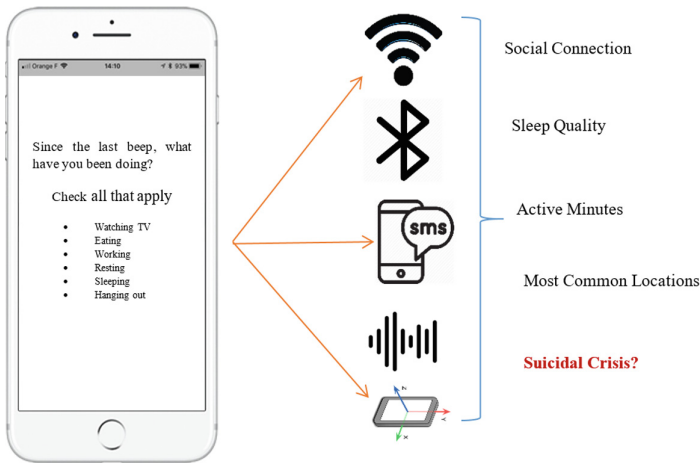 Orange F 14:10 93%
Since the last beep, what
have you been doing?
Check all that apply
• Watching TV
• Eating
• Working
• Resting
• Sleeping
• Hanging out
sms
Z
Y
X
Social Connection
Sleep Quality
Active Minutes
Most Common Locations
Suicidal Crisis?